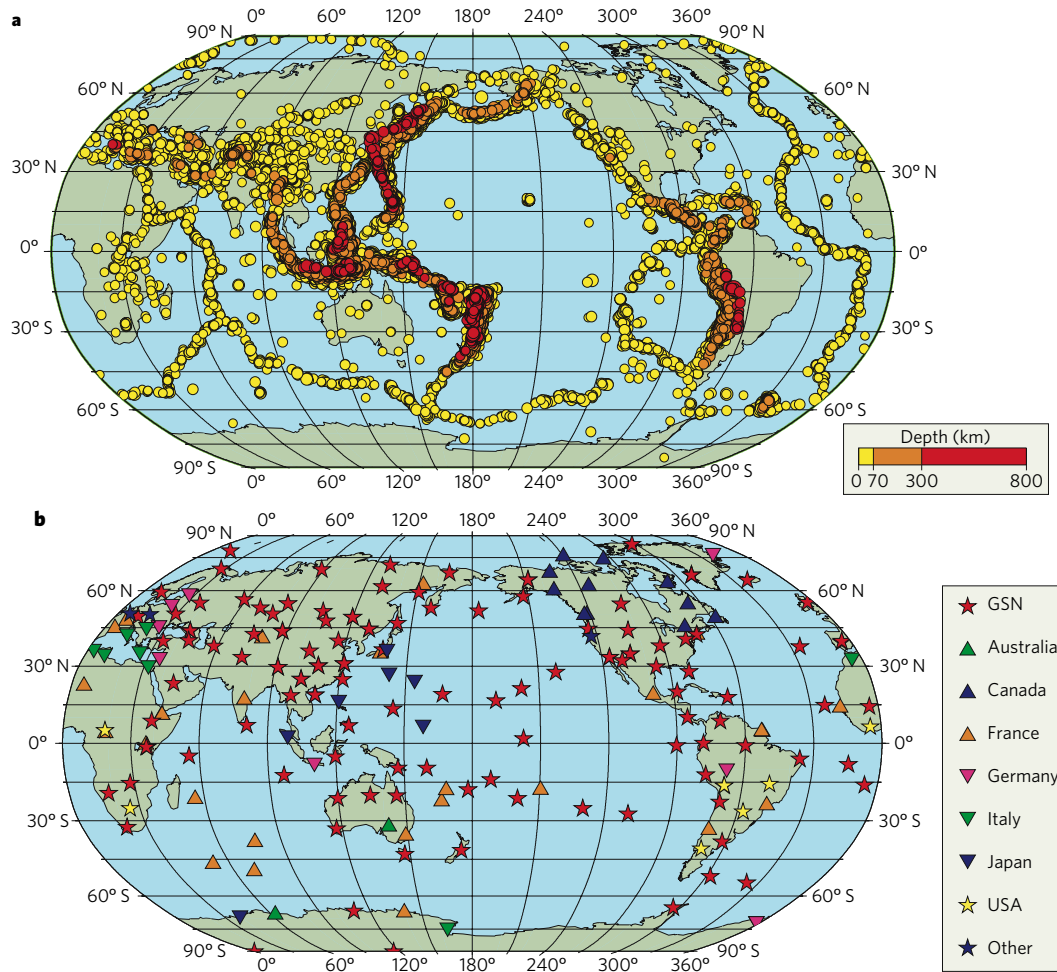 a
0° 60° 120° 180° 240° 300° 360°
90° N 90° N
60° N 60° N
30° N 30° N
0° 0°
30° S 30° S
60° S 60° S
90° S 90° S
0° 60° 120° 180° 240° 300° 360°
Depth (km)
0 70 300 800
b
0° 60° 120° 180° 240° 300° 360°
90° N 90° N
60° N 60° N
30° N 30° N
0° 0°
30° S 30° S
60° S 60° S
90° S 90° S
0° 60° 120° 180° 240° 300° 360°
GSN
Australia
Canada
France
Germany
Italy
Japan
USA
Other